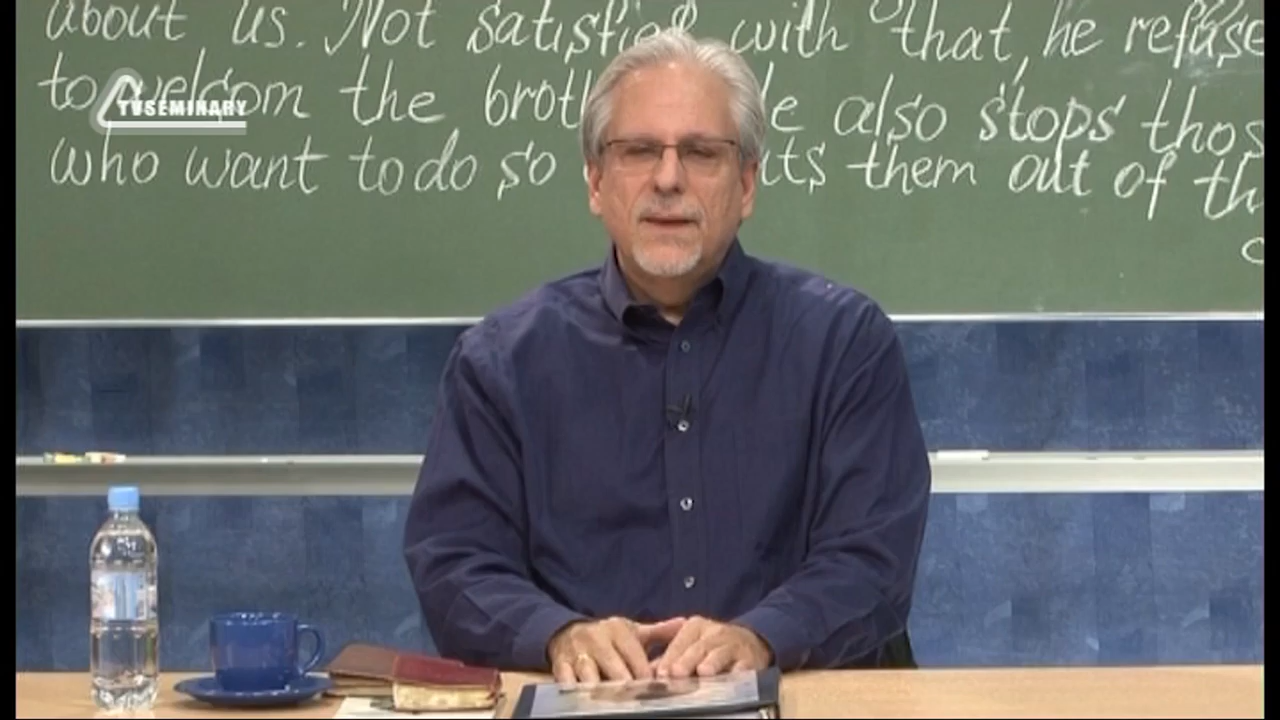 about us. Not satisfied with that, he refuse
to welcom the broth e also stops thos
TVSEMINARY
who want to do so ts them out of th